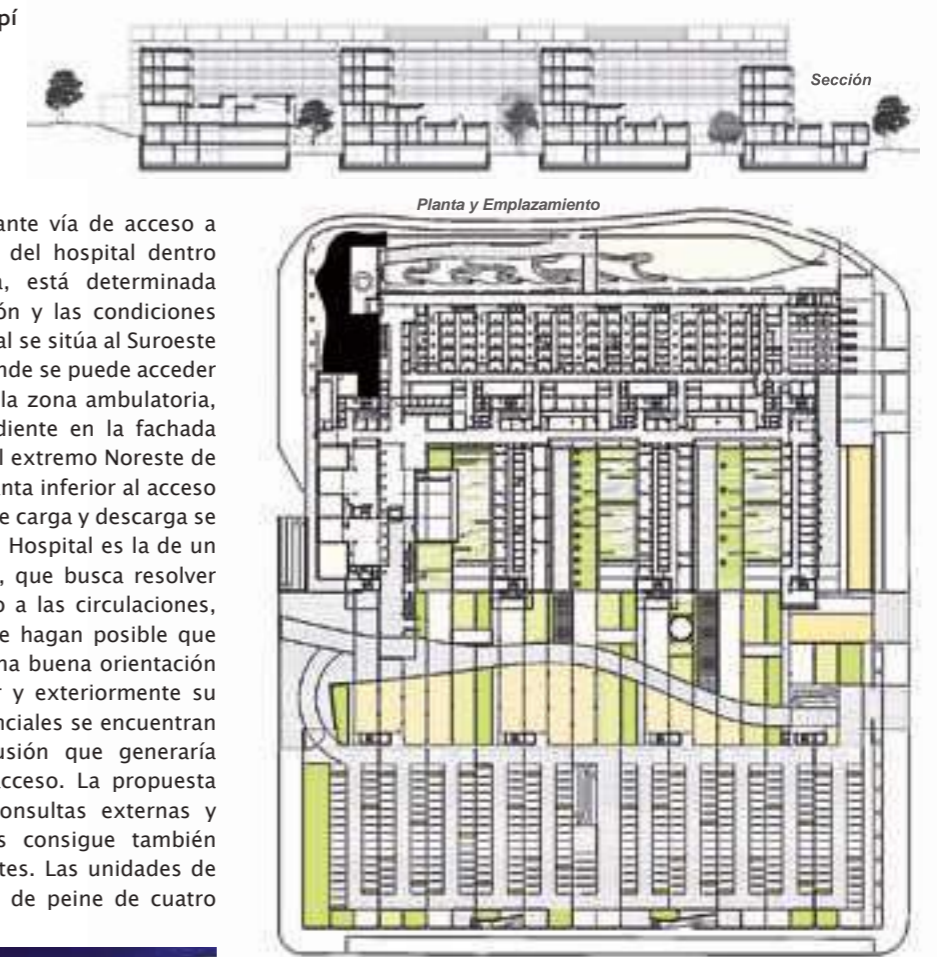 pí
Sección
Planta y Emplazamiento
ante vía de acceso a
del hospital dentro
a, está determinada
ón y las condiciones
al se sitúa al Suroeste
nde se puede acceder
la zona ambulatoria,
diente en la fachada
l extremo Noreste de
nta inferior al acceso
e carga y descarga se
Hospital es la de un
, que busca resolver
o a las circulaciones,
e hagan posible que
na buena orientación
r y exteriormente su
nciales se encuentran
usión que generaría
acceso. La propuesta
onsultas externas y
s consigue también
tes. Las unidades de
de peine de cuatro